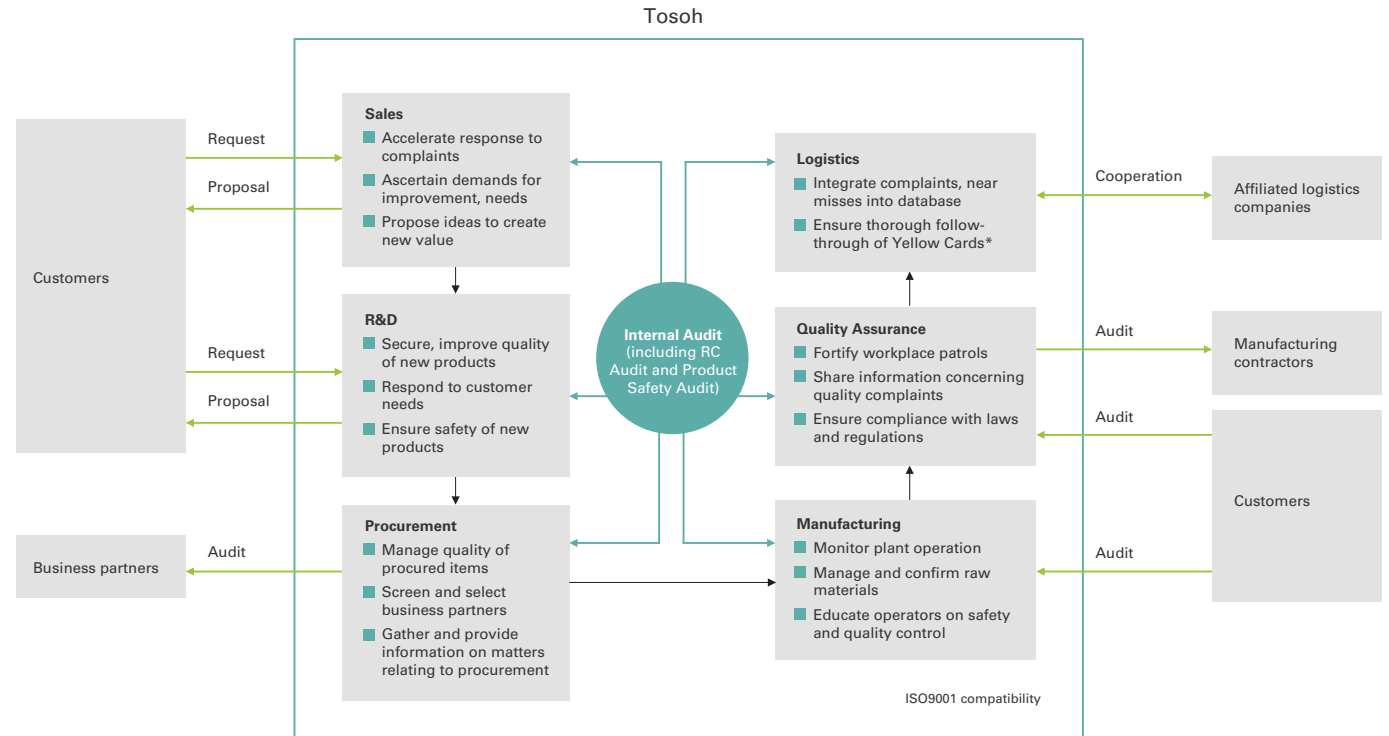 Tosoh
Customers
Request
Proposal
Request
Proposal
Business partners
Audit
Sales
Accelerate response to
complaints
Ascertain demands for
improvement, needs
Propose ideas to create
new value
R&D
Secure, improve quality
of new products
Respond to customer
needs
Ensure safety of new
products
Procurement
Manage quality of
procured items
Screen and select
business partners
Gather and provide
information on matters
relating to procurement
Internal Audit
(including RC
Audit and Product
Safety Audit)
Logistics
Integrate complaints, near
misses into database
Ensure thorough follow-
through of Yellow Cards*
Quality Assurance
Fortify workplace patrols
Share information concerning
quality complaints
Ensure compliance with laws
and regulations
Manufacturing
Monitor plant operation
Manage and confirm raw
materials
Educate operators on safety
and quality control
ISO9001 compatibility
Cooperation
Affiliated logistics
companies
Audit
Manufacturing
contractors
Audit
Customers
Audit